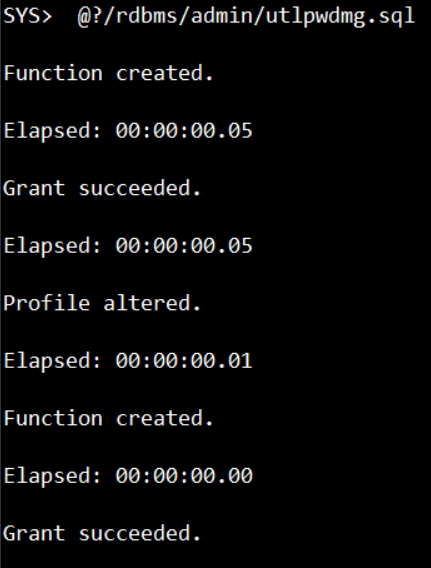 SYS>  @?/rdbms/admin/utlpwdmg.sql
Function created.
Elapsed: 00:00:00.05
Grant succeeded.
Elapsed: 00:00:00.05
Profile altered.
Elapsed: 00:00:00.01
Function created.
Elapsed: 00:00:00.00
Grant succeeded.